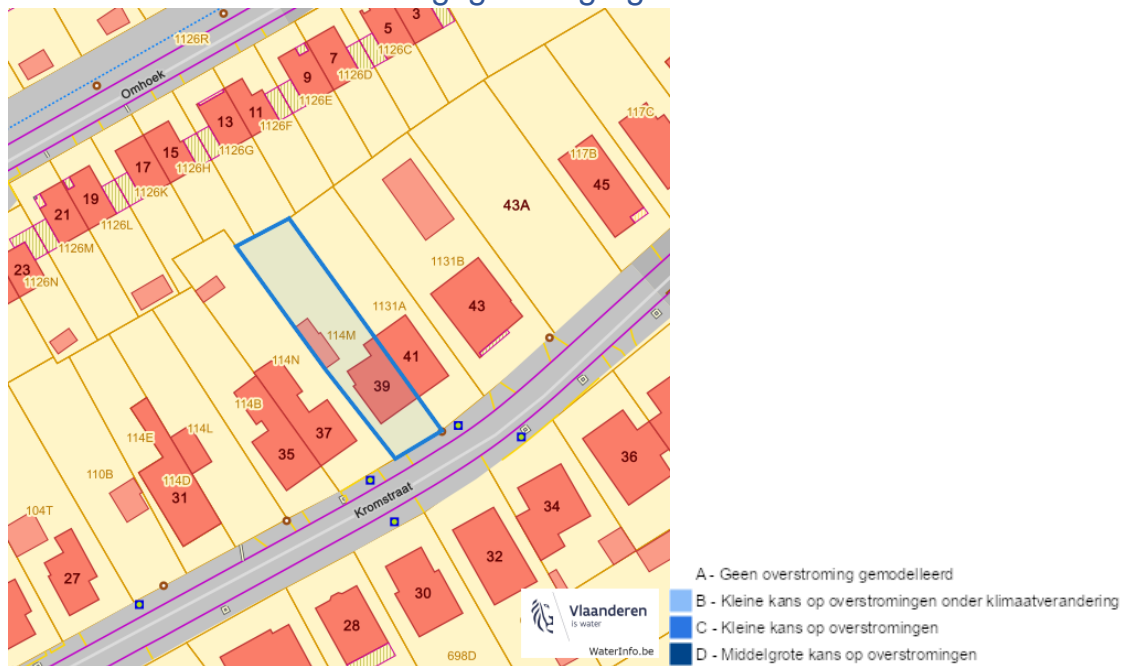 1126R
5
3
1126C
Omhoek
7
9
1126D
1126E
13
11
1126F
117C
1126G
17
15
117B
1126H
45
21
19
1126K
43A
1126L
1126M
23
1126N
1131B
1131A
43
114M
41
114N
39
114B
114E
114L
37
35
36
110B
114D
31
Kromstraat
34
104T
32
27
30
28
698D
Vlaanderen
is water
WaterInfo.be
A - Geen overstroming gemodelleerd
B - Kleine kans op overstromingen onder klimaatverandering
C - Kleine kans op overstromingen
D - Middelgrote kans op overstromingen